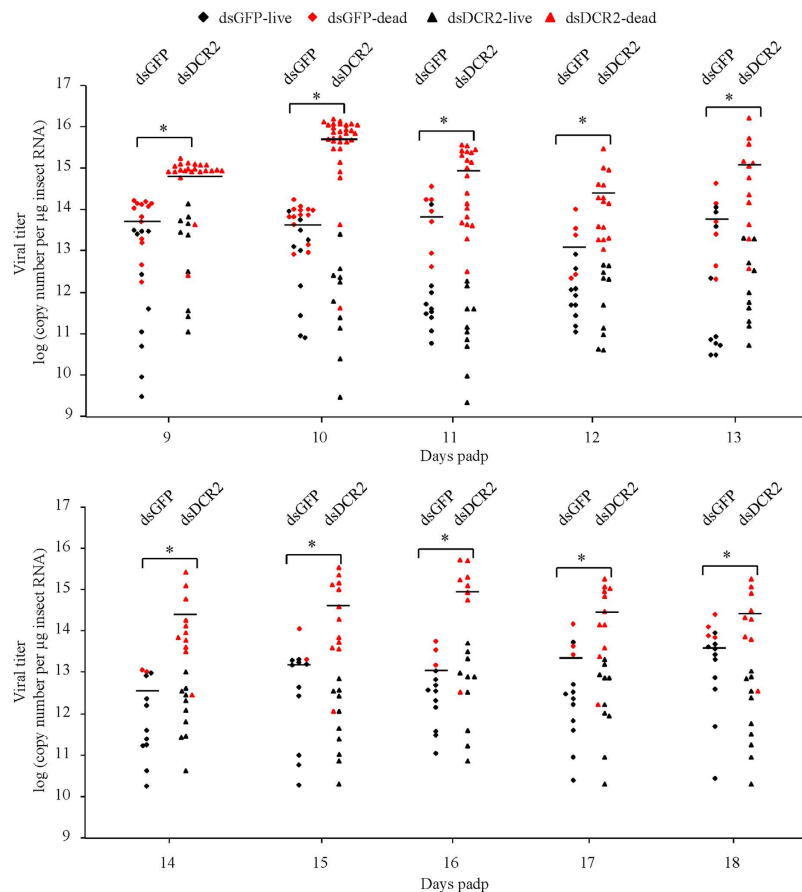 dsGFP-live dsGFP-dead dsDCR2-live dsDCR2-dead
dsGFP dsDCR2 dsGFP dsDCR2 dsGFP dsDCR2 dsGFP dsDCR2 dsGFP dsDCR2
17
16
15
14
13
12
11
10
9
* * * * *
Viral titer
log (copy number per µg insect RNA)
9 10 11 12 13
Days padp
dsGFP dsDCR2 dsGFP dsDCR2 dsGFP dsDCR2 dsGFP dsDCR2 dsGFP dsDCR2
17
16
15
14
13
12
11
10
9
* * * * *
Viral titer
log (copy number per µg insect RNA)
14 15 16 17 18
Days padp